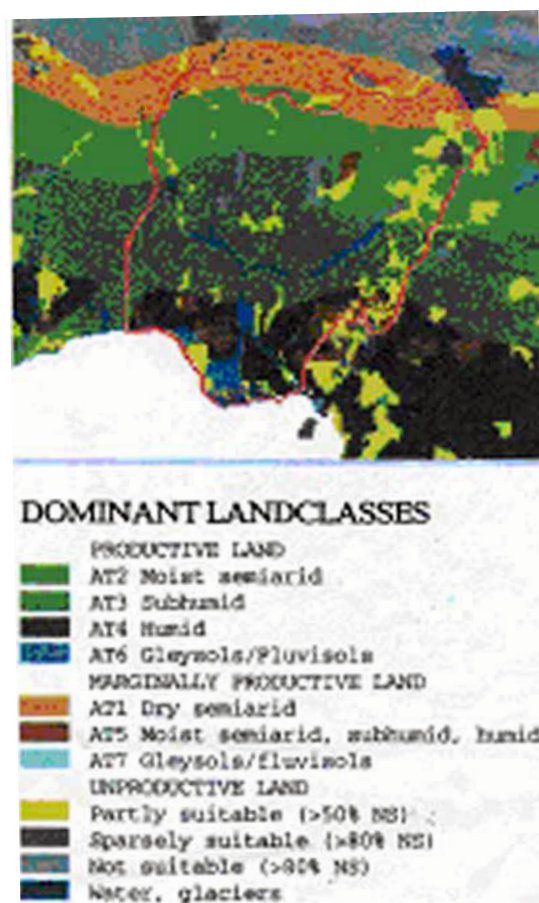 DOMINANT LANDCLASSES
PRODUCTIVE LAND
AT2 Moist semiarid
AT3 Subhumid
AT4 Humid
AT6 Gleysols/Fluvisols
MARGINALLY PRODUCTIVE LAND
AT1 Dry semiarid
AT5 Moist semiarid, subhumid, humid
AT7 Gleysols/fluvisols
UNPRODUCTIVE LAND
Partly suitable (>50% NS)
Sparsely suitable (>80% NS)
Not suitable (>80% NS)
Water, glaciers